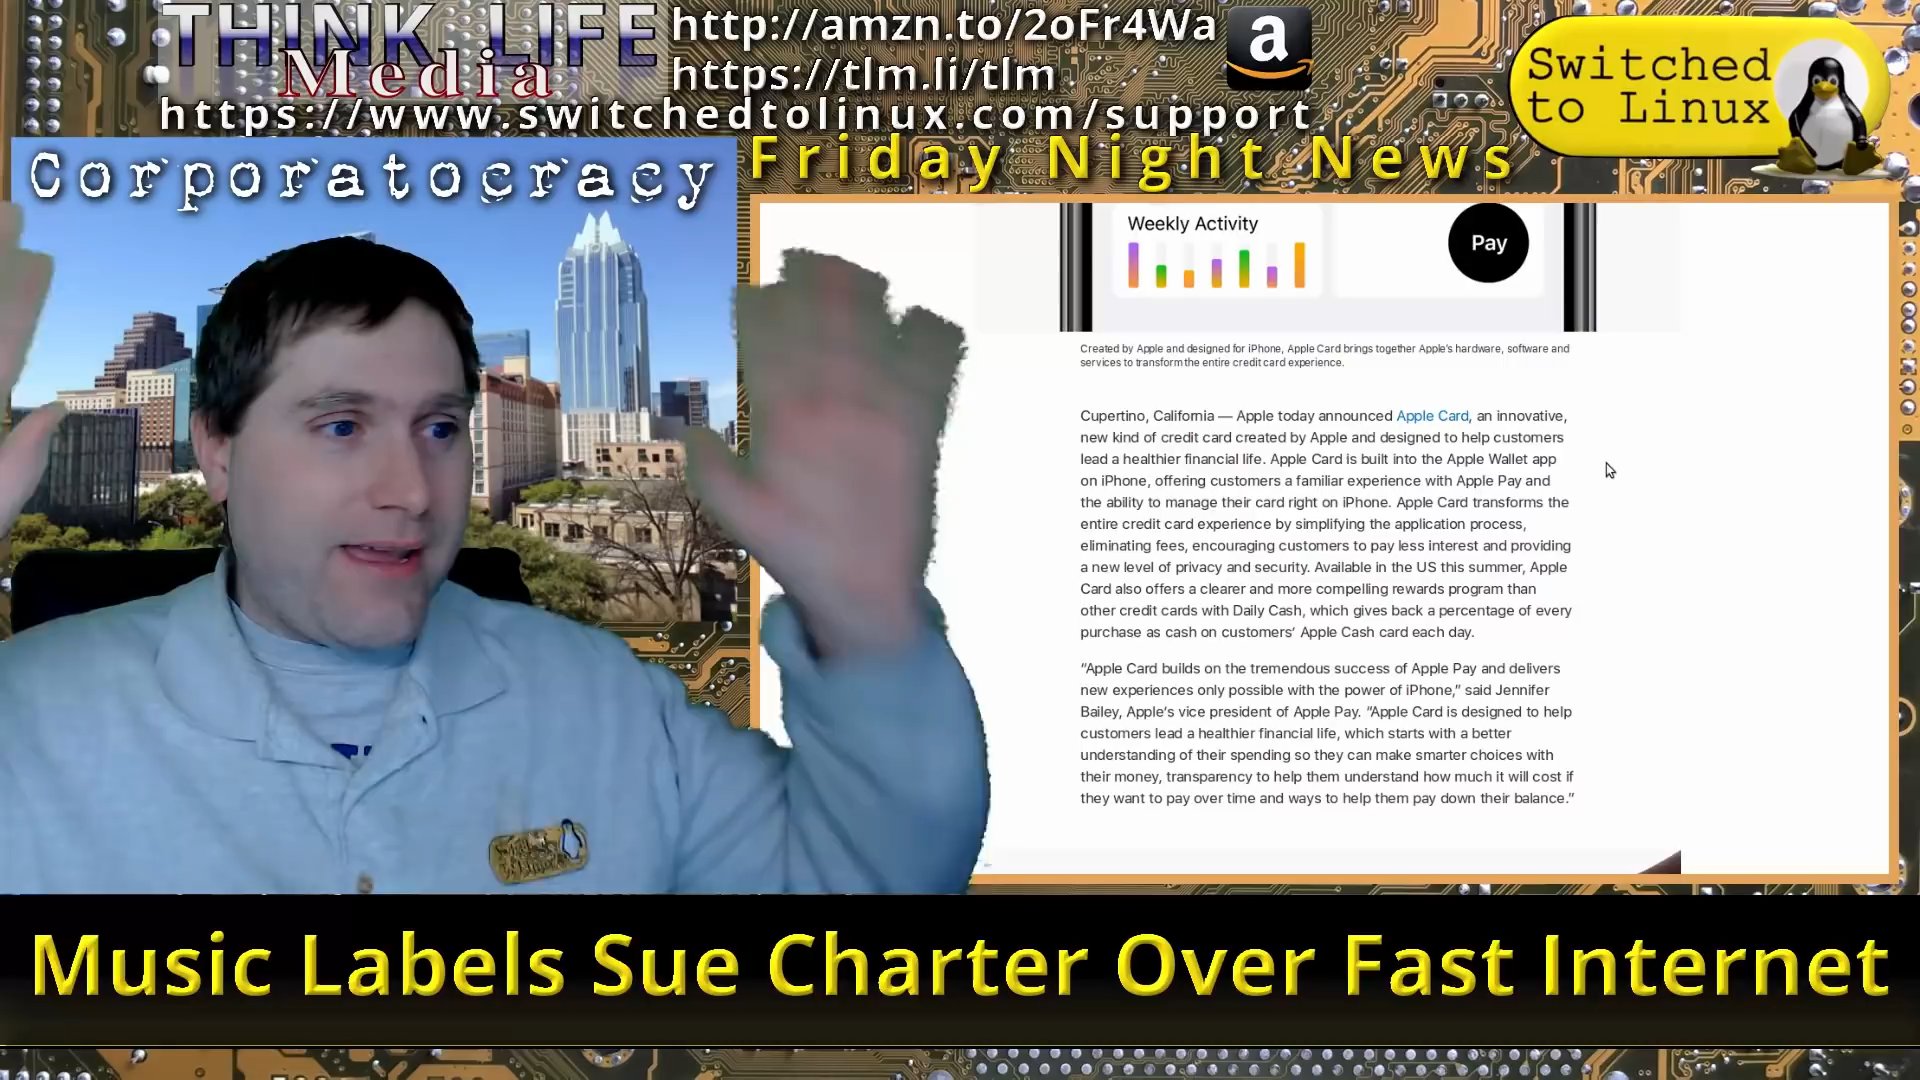 THINK LIFE
Media
http://amzn.to/2oFr4Wa
https://tlm.li/tlm
https://www.switchedtolinux.com/support
a
Switched
to Linux
Corporatocracy
Friday Night News
Weekly Activity
Pay
Created by Apple and designed for iPhone, Apple Card brings together Apple's hardware, software and
services to transform the entire credit card experience.
Cupertino, California — Apple today announced Apple Card, an innovative,
new kind of credit card created by Apple and designed to help customers
lead a healthier financial life. Apple Card is built into the Apple Wallet app
on iPhone, offering customers a familiar experience with Apple Pay and
the ability to manage their card right on iPhone. Apple Card transforms the
entire credit card experience by simplifying the application process,
eliminating fees, encouraging customers to pay less interest and providing
a new level of privacy and security. Available in the US this summer, Apple
Card also offers a clearer and more compelling rewards program than
other credit cards with Daily Cash, which gives back a percentage of every
purchase as cash on customers' Apple Cash card each day.
“Apple Card builds on the tremendous success of Apple Pay and delivers
new experiences only possible with the power of iPhone,” said Jennifer
Bailey, Apple's vice president of Apple Pay. “Apple Card is designed to help
customers lead a healthier financial life, which starts with a better
understanding of their spending so they can make smarter choices with
their money, transparency to help them understand how much it will cost if
they want to pay over time and ways to help them pay down their balance.”
Music Labels Sue Charter Over Fast Internet